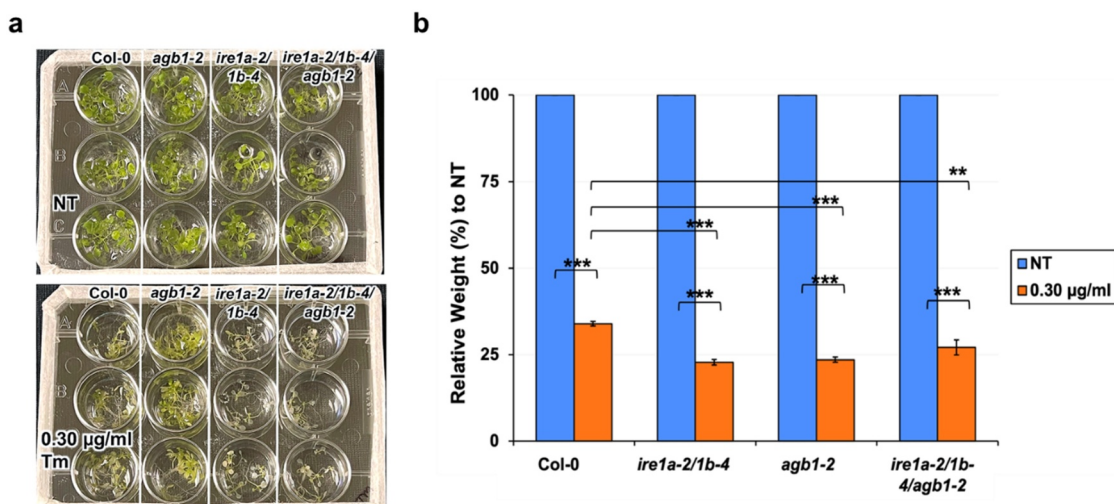 a
Col-0 agb1-2 ire1a-2/ ire1a-2/1b-4/
1b-4 agb1-2
A
B
NT
C
Col-0 agb1-2 ire1a-2/ ire1a-2/1b-4/
1b-4 agb1-2
A
B
0.30 µg/ml
Tm
b
Relative Weight (%) to NT
100
75
50
25
0
**
***
***
***
***
***
***
Col-0 ire1a-2/1b-4 agb1-2 ire1a-2/1b-
4/agb1-2
NT
0.30 µg/ml